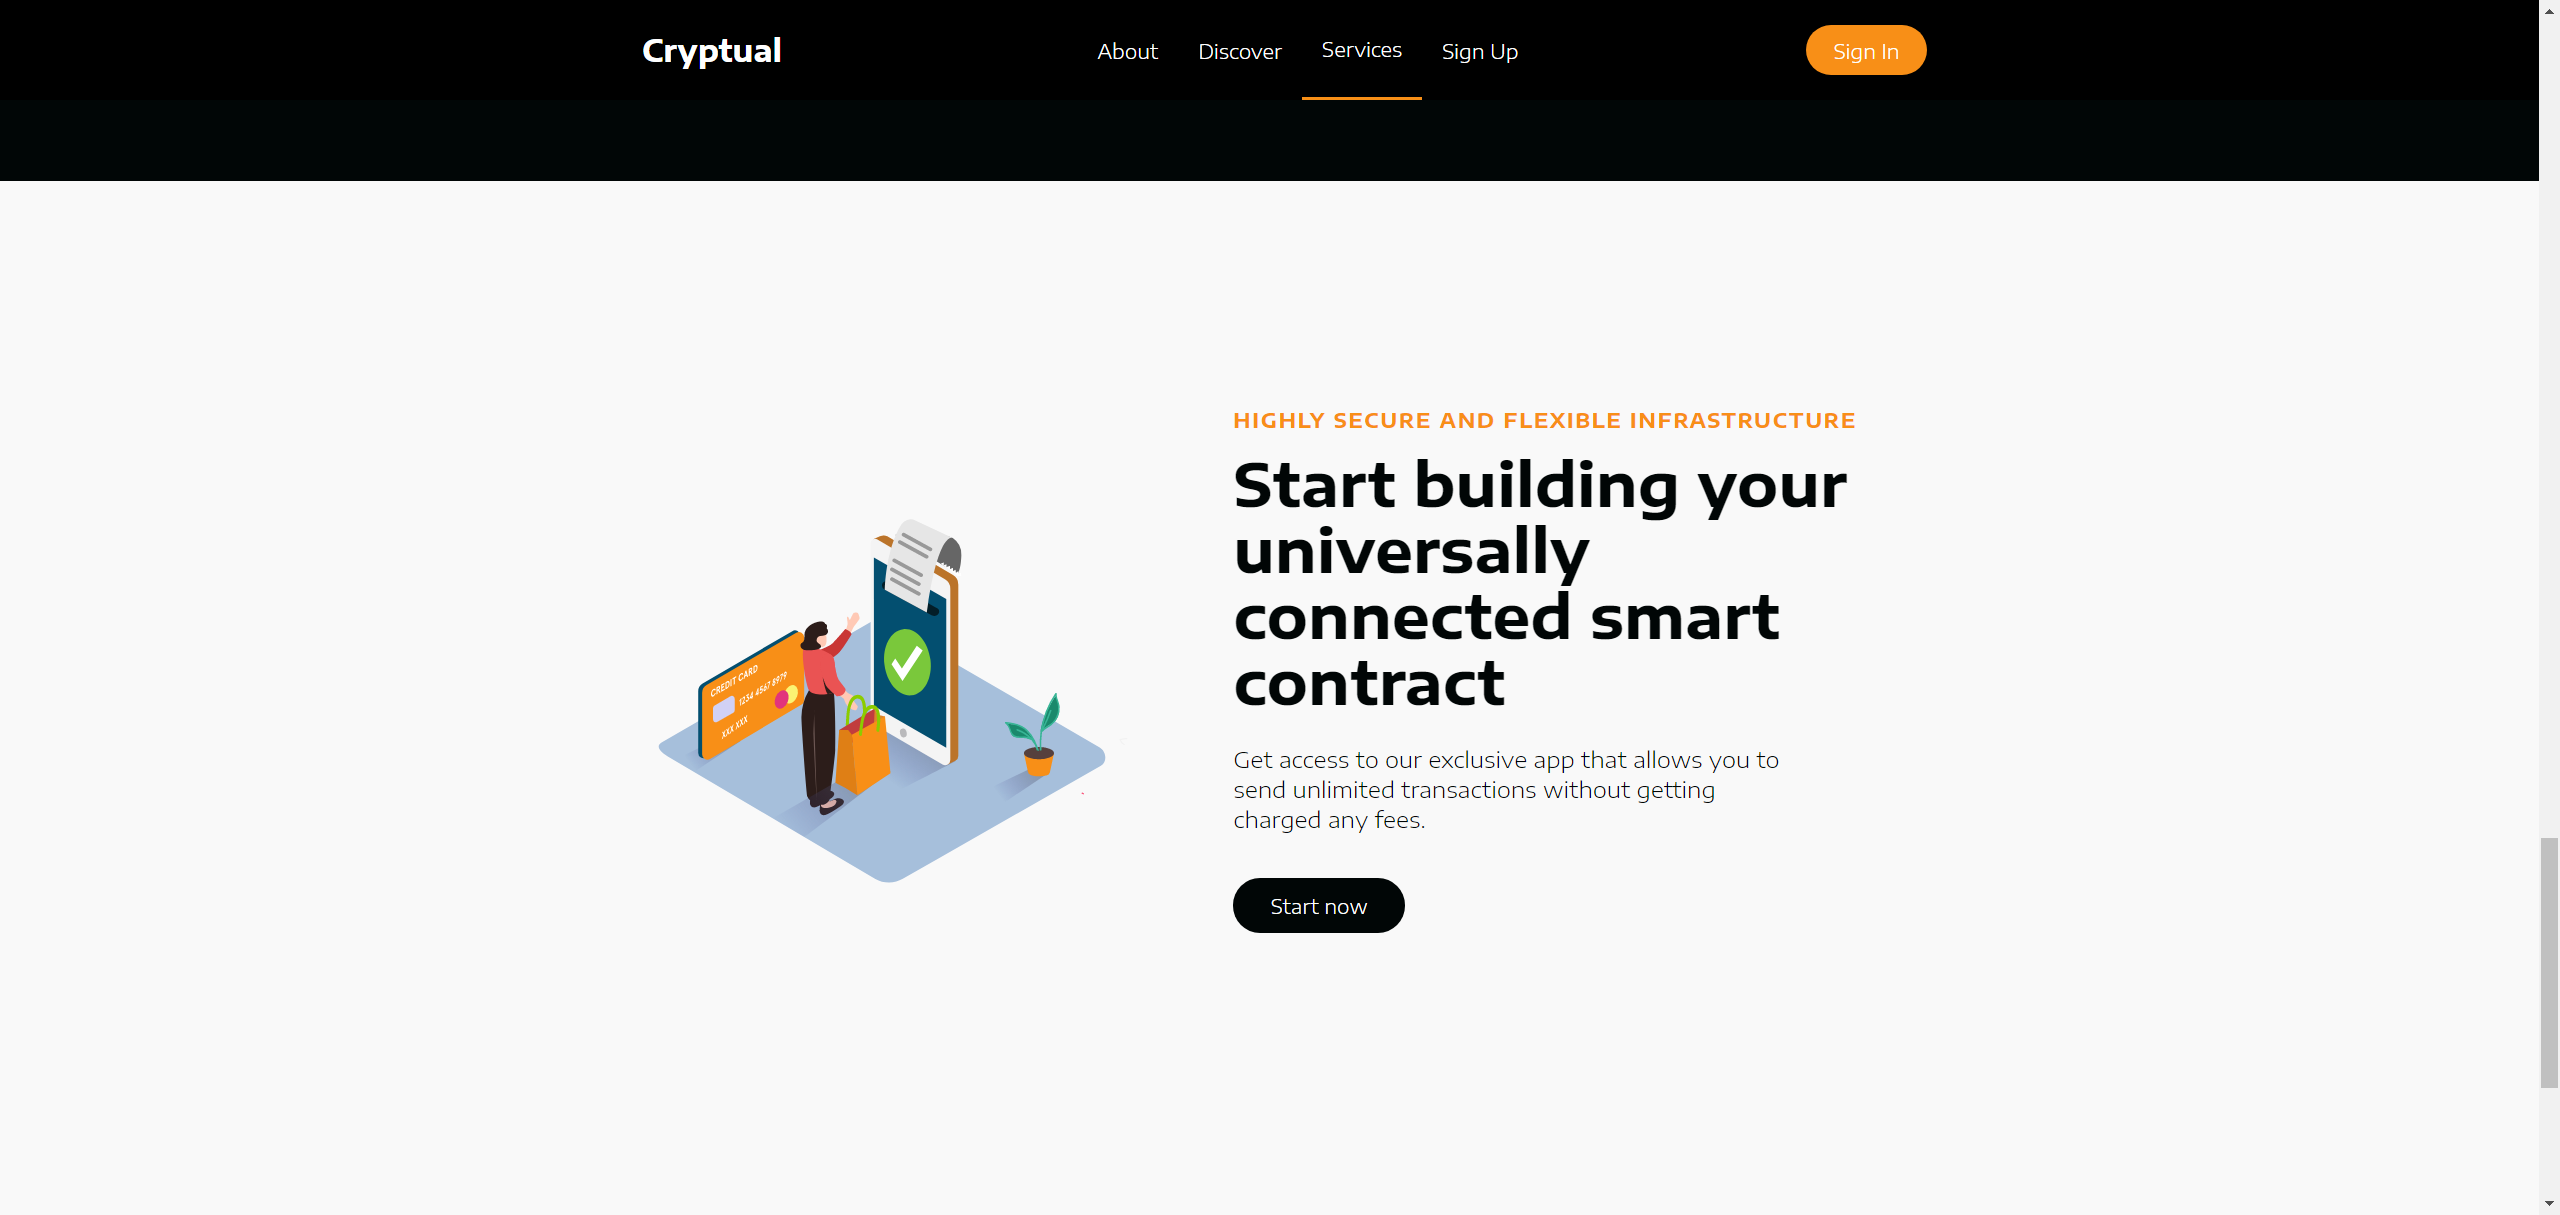 Cryptual
About Discover Services Sign Up
Sign In
HIGHLY SECURE AND FLEXIBLE INFRASTRUCTURE
Start building your
universally
connected smart
contract
Get access to our exclusive app that allows you to
send unlimited transactions without getting
charged any fees.
Start now
CREDIT CARD
1234 4567 8979
XXX XXX